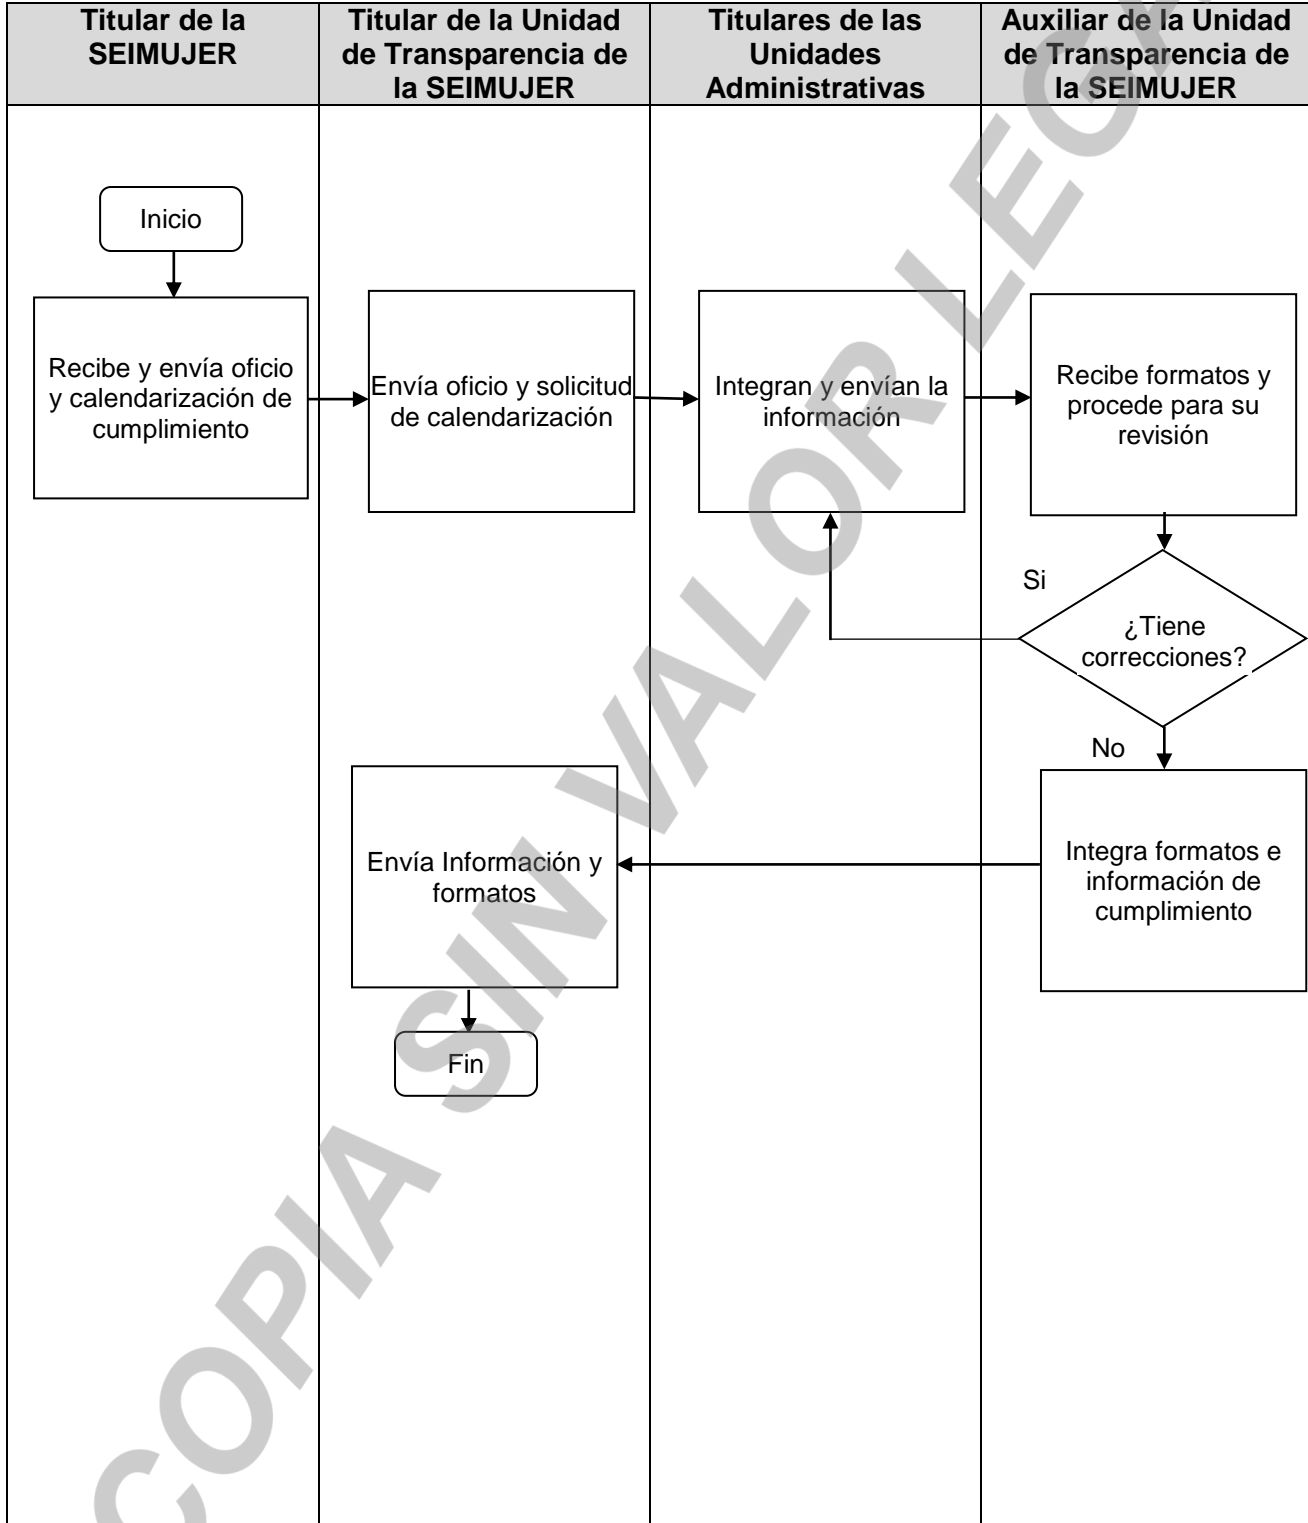 Titular de la
SEIMUJER
Titular de la Unidad
de Transparencia de
la SEIMUJER
Titulares de las
Unidades
Administrativas
Auxiliar de la Unidad
de Transparencia de
la SEIMUJER
Inicio
Recibe y envía oficio
y calendarización de
cumplimiento
Envía oficio y solicitud
de calendarización
Integran y envían la
información
Recibe formatos y
procede para su
revisión
Si
¿Tiene
correcciones?
No
Envía Información y
formatos
Integra formatos e
información de
cumplimiento
Fin
COPIA SIN VALOR LEGA